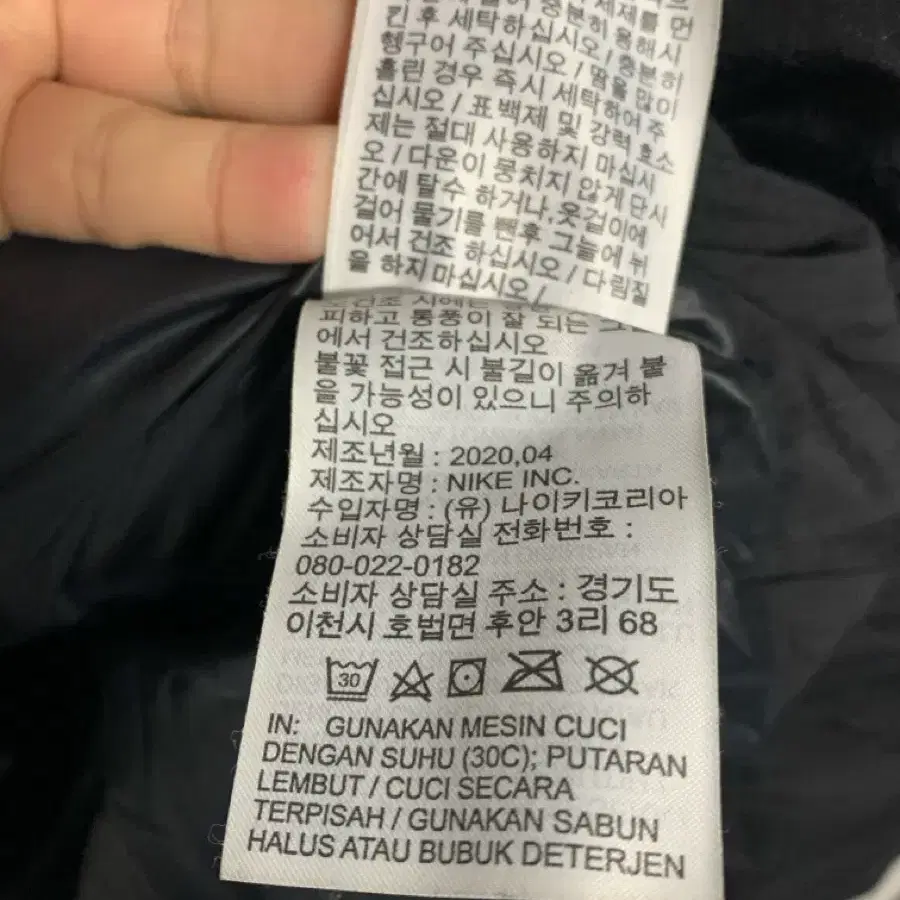 세제를
충분히 용해시
킨 후 세탁하십시오 / 충분히
헹구어 주십시오 / 땀을 많이
흘린 경우 즉시 세탁하여 주
십시오 / 표백제 및 강력 효소
제는 절대 사용하지 마십시
오 / 다운이 뭉치지 않게 단사
간에 탈수 하거나, 옷걸이에
걸어 물기를 뺀후 그늘에 뉘
어서 건조 하십시오 / 다림질
을 하지 마십시오 /
피하고 통풍이 잘 되는
에서 건조하십시오
불꽃 접근 시 불길이 옮겨 붙
을 가능성이 있으니 주의하
십시오
제조년월 : 2020,04
제조자명 : NIKE INC.
수입자명 : (유) 나이키코리아
소비자 상담실 전화번호 :
080-022-0182
소비자 상담실 주소 : 경기도
이천시 호법면 후안 3리 68
30
IN: GUNAKAN MESIN CUCI
DENGAN SUHU (30C); PUTARAN
LEMBUT / CUCI SECARA
TERPISAH / GUNAKAN SABUN
HALUS ATAU BUBUK DETERJEN